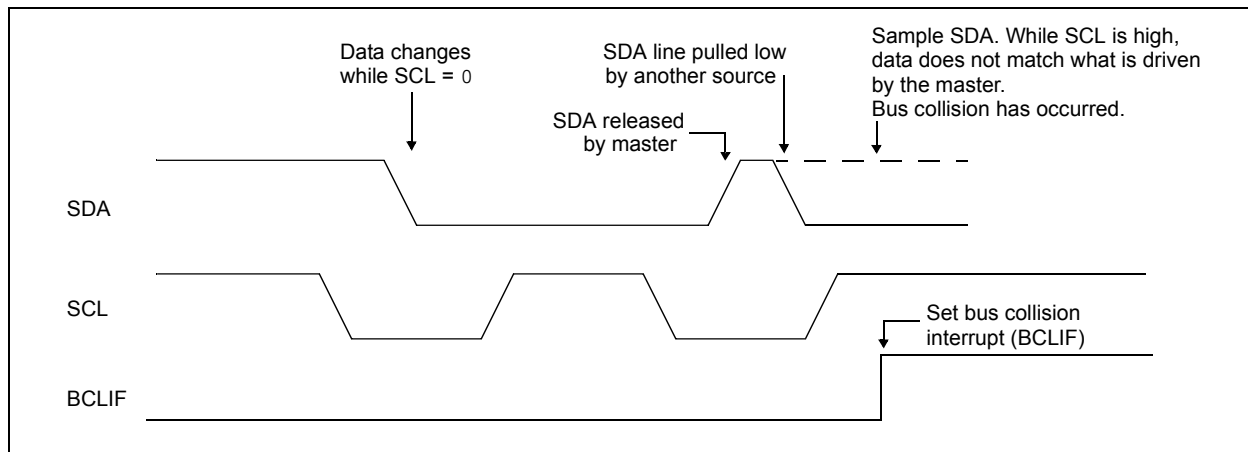 Data changes
while SCL = 0
SDA line pulled low
by another source
Sample SDA. While SCL is high,
data does not match what is driven
by the master.
Bus collision has occurred.
SDA released
by master
SDA
SCL
Set bus collision
interrupt (BCLIF)
BCLIF